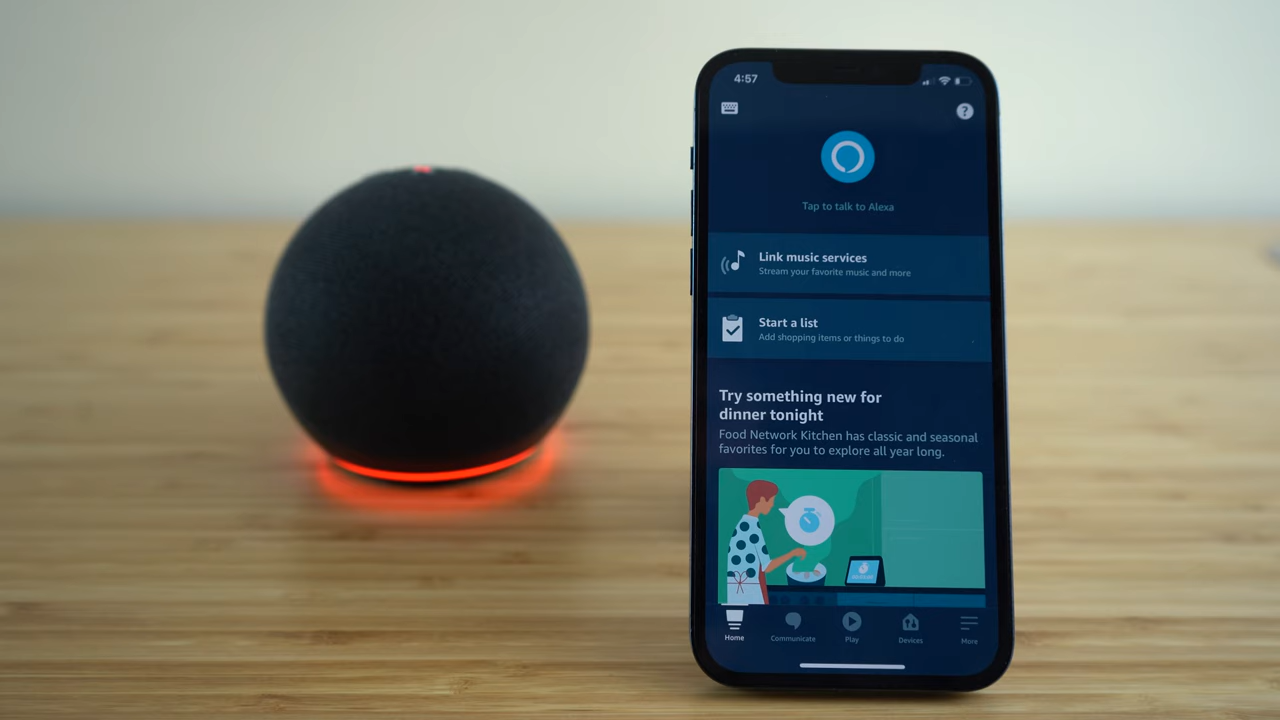 4:57
Tap to talk to Alexa
Link music services
Stream your favorite music and more
Start a list
Add shopping items or things to do
Try something new for
dinner tonight
Food Network Kitchen has classic and seasonal
favorites for you to explore all year long.
Home
Communicate
Play
Devices
More